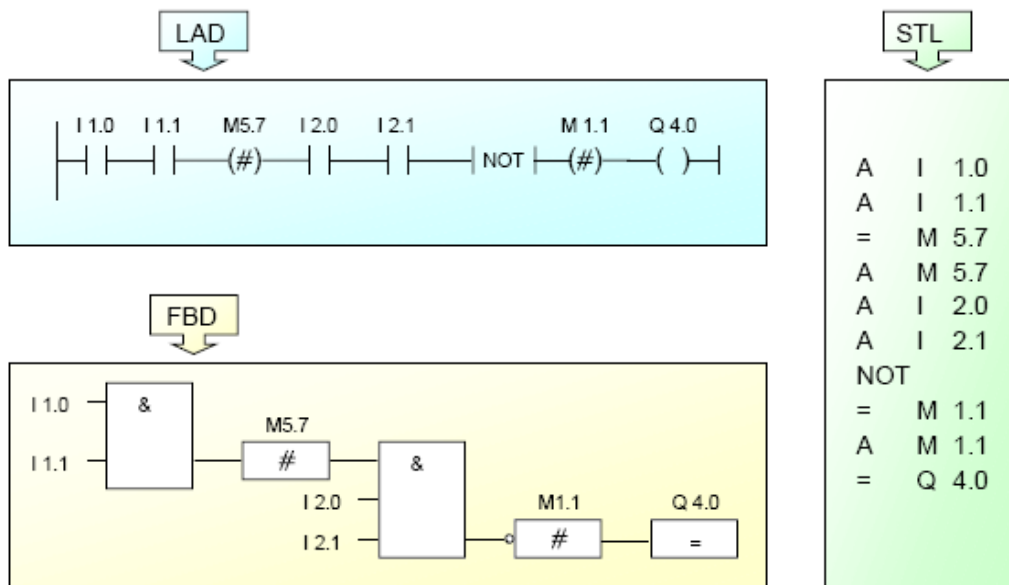 LAD
I 1.0 I 1.1 M5.7 I 2.0 I 2.1 M 1.1 Q 4.0
(#) NOT (#) ( )
FBD
I 1.0 &
M5.7
I 1.1 # &
I 2.0 M1.1 Q 4.0
I 2.1 # =
STL
A I 1.0
A I 1.1
= M 5.7
A M 5.7
A I 2.0
A I 2.1
NOT
= M 1.1
A M 1.1
= Q 4.0